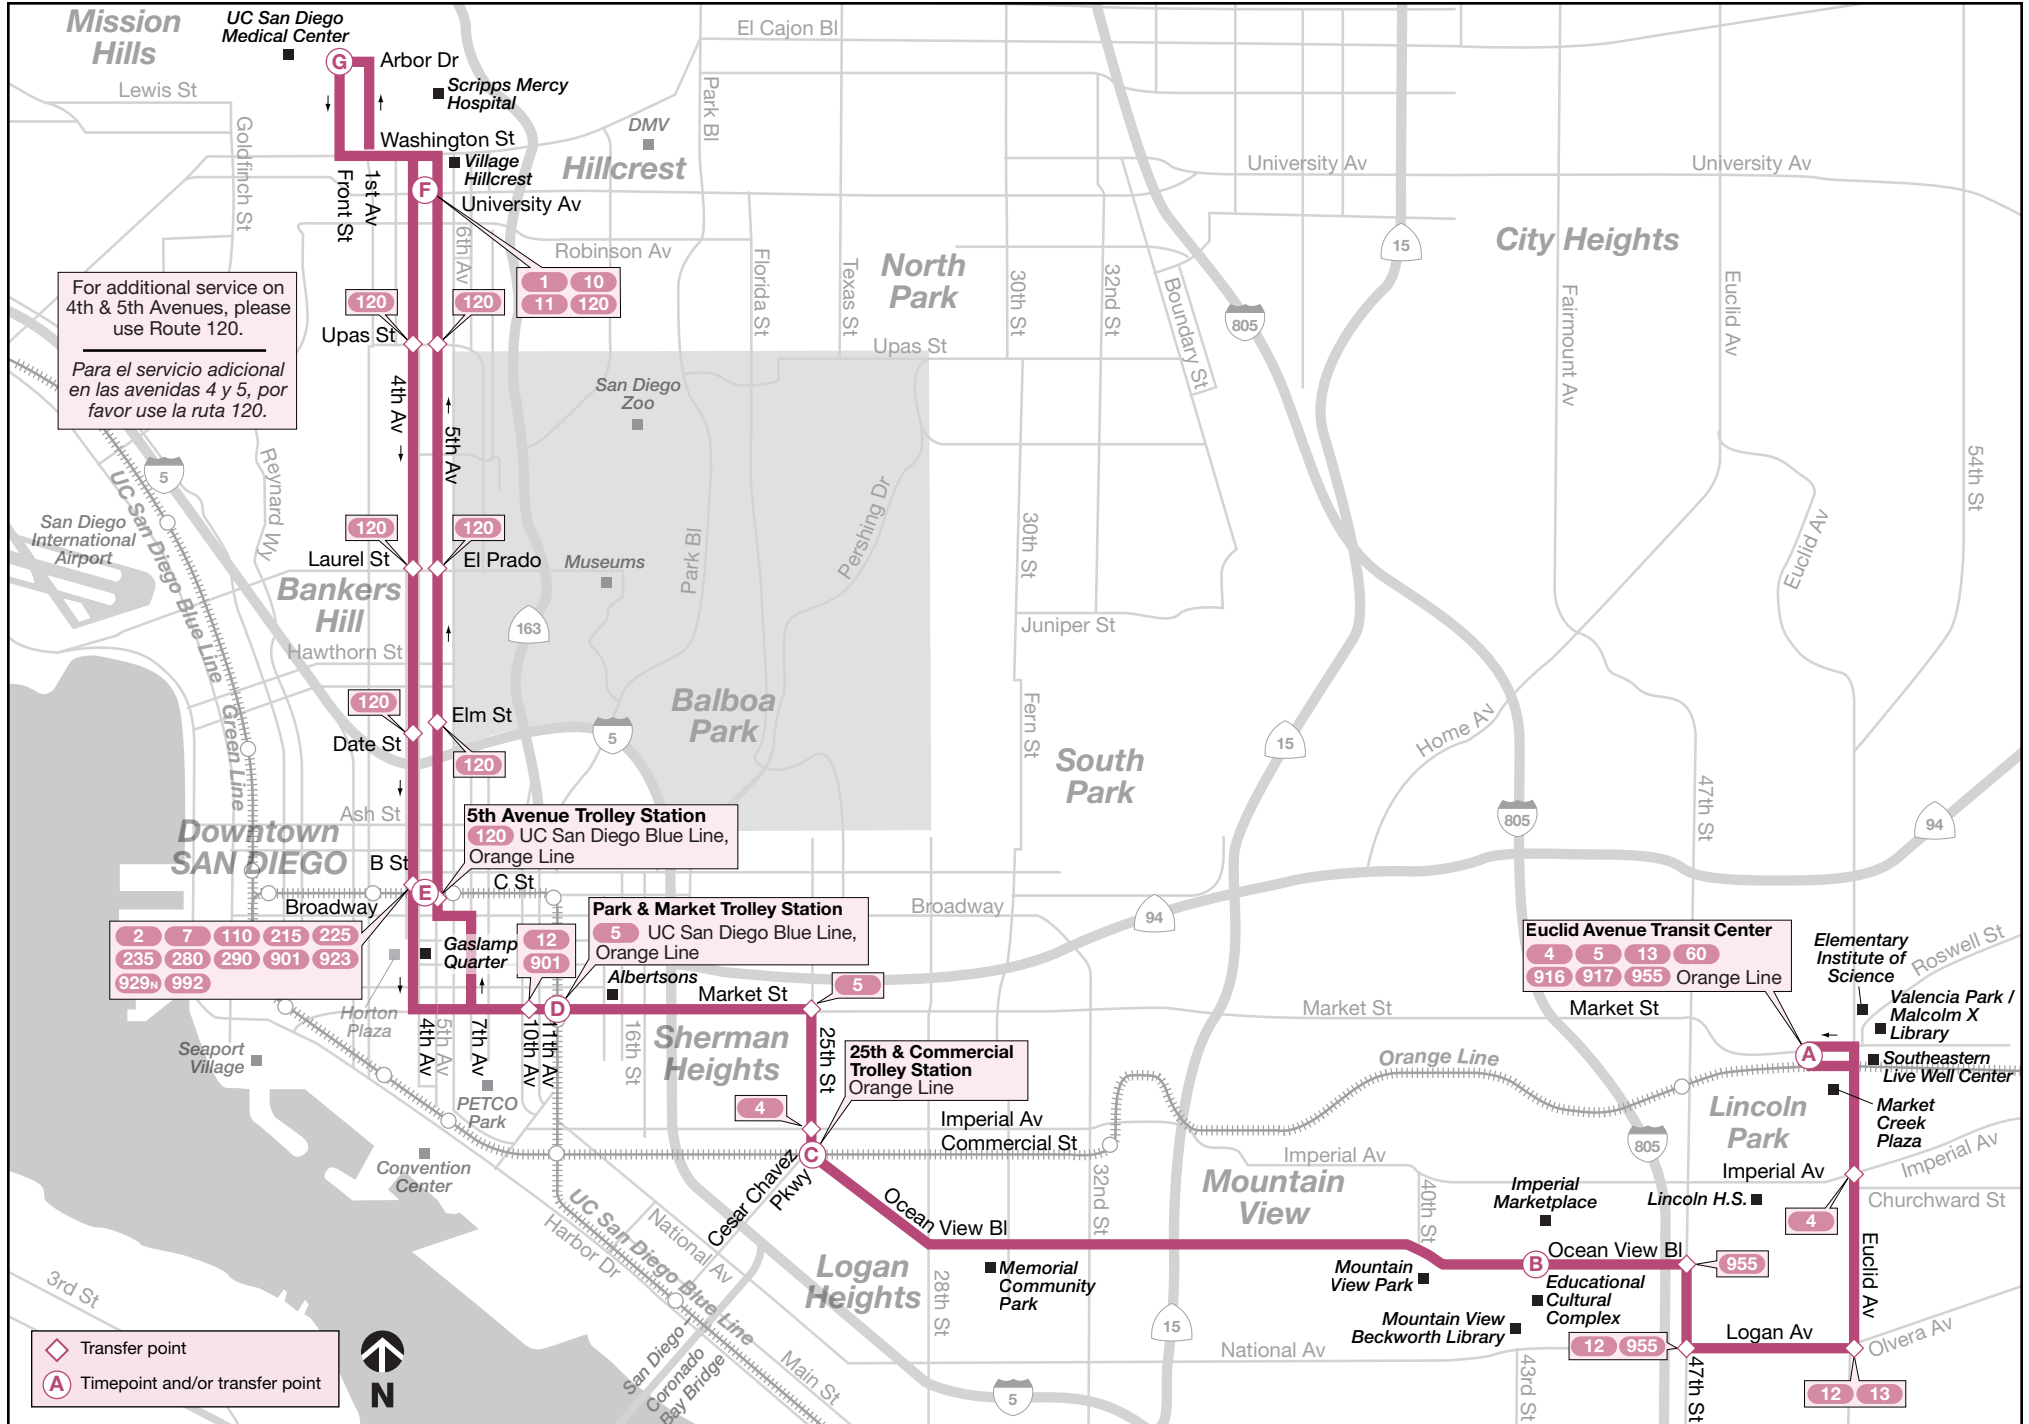 Mission
Hills
UC San Diego
Medical Center
G
Arbor Dr
Scripps Mercy
Hospital
El Cajon Bl
Lewis St
Goldfinch St
Park Bl
DMV
Hillcrest
Washington St
Village
Hillcrest
Front St
1st Av
F
University Av
6th Av
Robinson Av
1 10
11 120
University Av
University Av
City Heights
15
North
Park
Florida St
Texas St
30th St
32nd St
Boundary St
805
Fairmount Av
Euclid Av
For additional service on
4th & 5th Avenues, please
use Route 120.
Para el servicio adicional
en las avenidas 4 y 5, por
favor use la ruta 120.
120
120
Upas St
Upas St
4th Av
5th Av
San Diego
Zoo
5
Reynard Wy
UC San Diego Blue Line
Green Line
San Diego
International
Airport
120
120
Laurel St
El Prado
Museums
Park Bl
Pershing Dr
30th St
54th St
Euclid Av
Bankers
Hill
163
Juniper St
Hawthorn St
Balboa
Park
120
Elm St
Date St
120
5
Fern St
South
Park
15
Home Av
47th St
805
94
Ash St
Downtown
SAN DIEGO
5th Avenue Trolley Station
120 UC San Diego Blue Line,
Orange Line
B St
E
C St
Broadway
Broadway
94
2 7 110 215 225
235 280 290 901 923
929N 992
Gaslamp
Quarter
12
901
Park & Market Trolley Station
5 UC San Diego Blue Line,
Orange Line
Albertsons
D
Market St
5
Market St
Market St
Euclid Avenue Transit Center
4 5 13 60
916 917 955 Orange Line
Elementary
Institute of
Science
Roswell St
Valencia Park /
Malcolm X
Library
A
Southeastern
Live Well Center
Market
Creek
Plaza
Horton
Plaza
Seaport
Village
4th Av
5th Av
7th Av
10th Av
11th Av
16th St
Sherman
Heights
25th St
25th & Commercial
Trolley Station
Orange Line
Orange Line
PETCO
Park
4
Imperial Av
Commercial St
C
Cesar Chavez
Pkwy
Convention
Center
Lincoln
Park
805
Imperial Av
Imperial Av
Imperial Av
Churchward St
Lincoln H.S.
4
Mountain
View
40th St
Imperial
Marketplace
32nd St
Ocean View Bl
National Av
Harbor Dr
UC San Diego Blue Line
Logan
Heights
28th St
Memorial
Community
Park
Mountain
View Park
B
Ocean View Bl
955
Educational
Cultural
Complex
Mountain View
Beckworth Library
Euclid Av
12 955
Logan Av
Olvera Av
12 13
47th St
43rd St
National Av
15
5
Main St
San Diego
Coronado
Bay Bridge
3rd St
Transfer point
A
Timepoint and/or transfer point
N